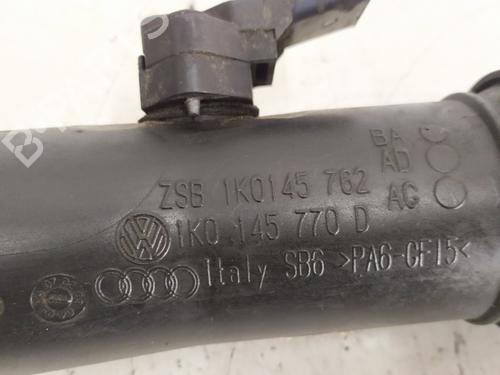 ZSB 1K0145 762
BA
AD
AC
1K0 145 770 D
Italy SB6 >PA6-GF15<